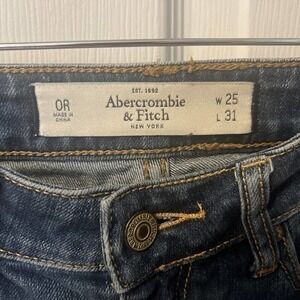 EST. 1892
0R
MADE IN
CHINA
Abercrombie
& Fitch
NEW YORK
W 25
L 31